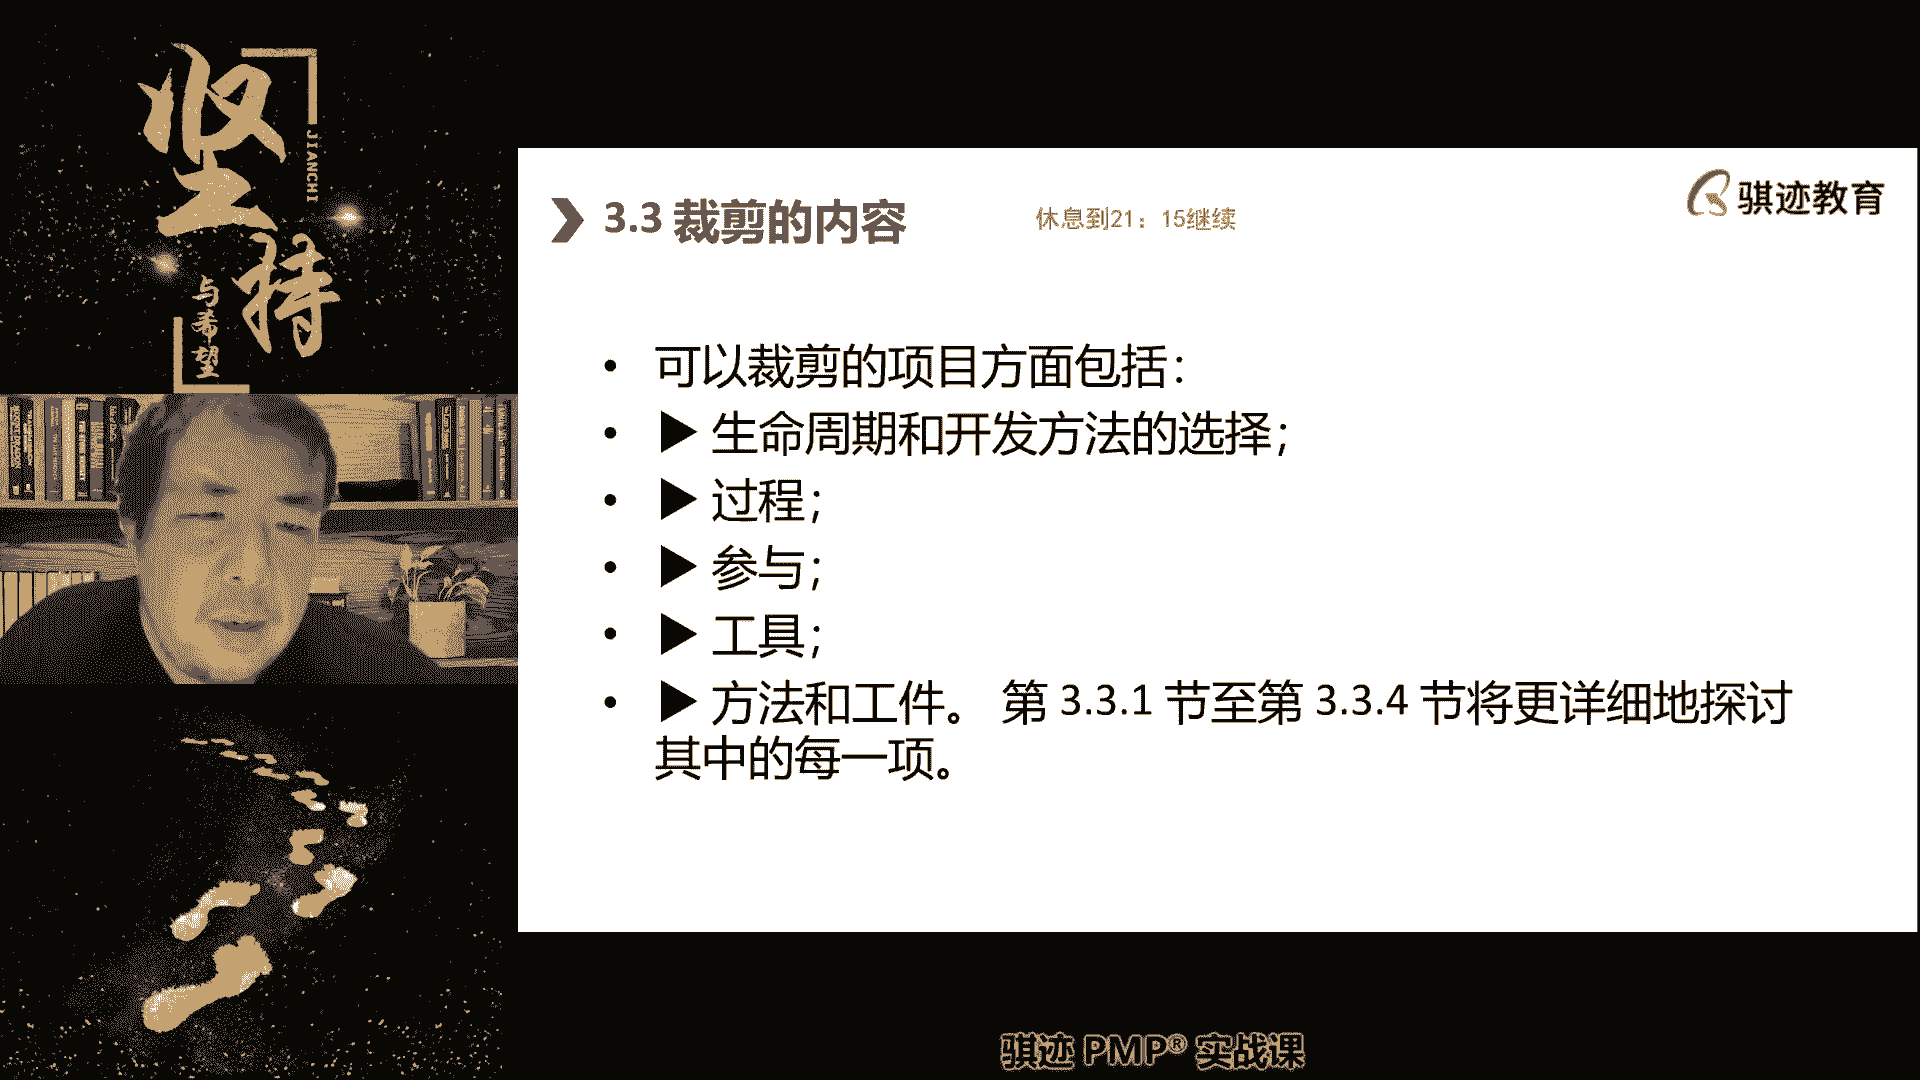 坚持
JIANCHI
与希望
3.3 裁剪的内容
休息到21：15继续
骐迹教育
• 可以裁剪的项目方面包括：
• ▶ 生命周期和开发方法的选择；
• ▶ 过程；
• ▶ 参与；
• ▶ 工具；
• ▶ 方法和工件。 第 3.3.1 节至第 3.3.4 节将更详细地探讨
其中的每一项。
骐迹 PMP® 实战课